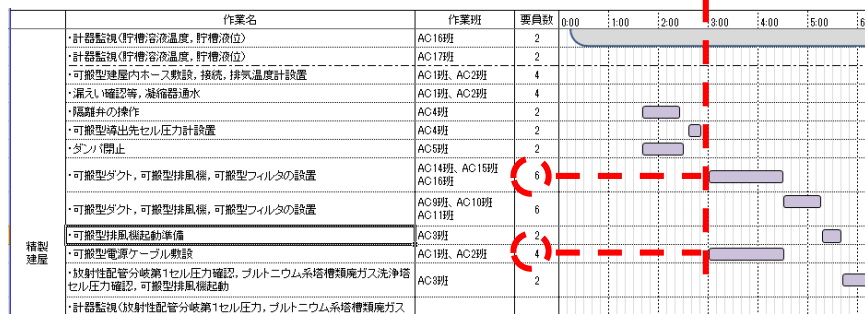 作業名 作業班 要員数 0:00 1:00 2:00 3:00 4:00 5:00
・計器監視(貯槽溶液温度，貯槽液位) AC16班 2
・計器監視(貯槽溶液温度，貯槽液位) AC17班 2
・可搬型建屋内ホース敷設，接続，排気温度計設置 AC1班、AC2班 4
・漏えい確認等，凝縮器通水 AC1班、AC2班 4
・隔離弁の操作 AC4班 2
・可搬型導出先セル圧力計設置 AC4班 2
・ダンパ閉止 AC5班 2
・可搬型ダクト，可搬型排風機，可搬型フィルタの設置 AC14班、AC15班 6
AC16班
・可搬型ダクト，可搬型排風機，可搬型フィルタの設置 AC9班、AC10班 6
AC11班
・可搬型排風機起動準備 AC3班 2
精製
建屋
・可搬型電源ケーブル敷設 AC1班、AC2班 4
・放射性配管分岐第1セル圧力確認，プルトニウム系塔槽類廃ガス洗浄塔
セル圧力確認，可搬型排風機起動 AC3班 2
・計器監視(放射性配管分岐第1セル圧力，プルトニウム系塔槽類廃ガス